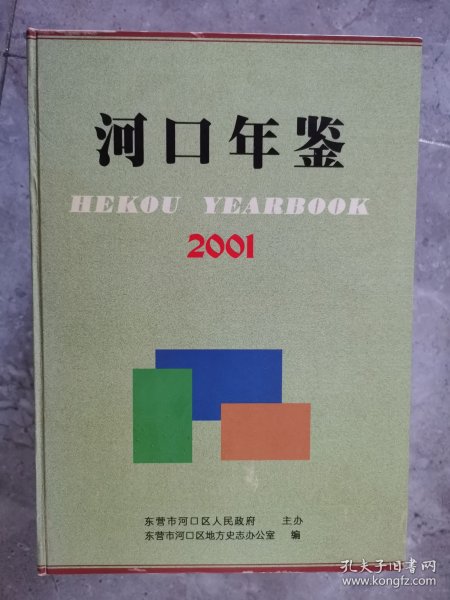 河口年鉴
HEKOU YEARBOOK
2001
东营市河口区人民政府 主办
东营市河口区地方史志办公室 编
孔夫子旧书网
www.kongfz.com